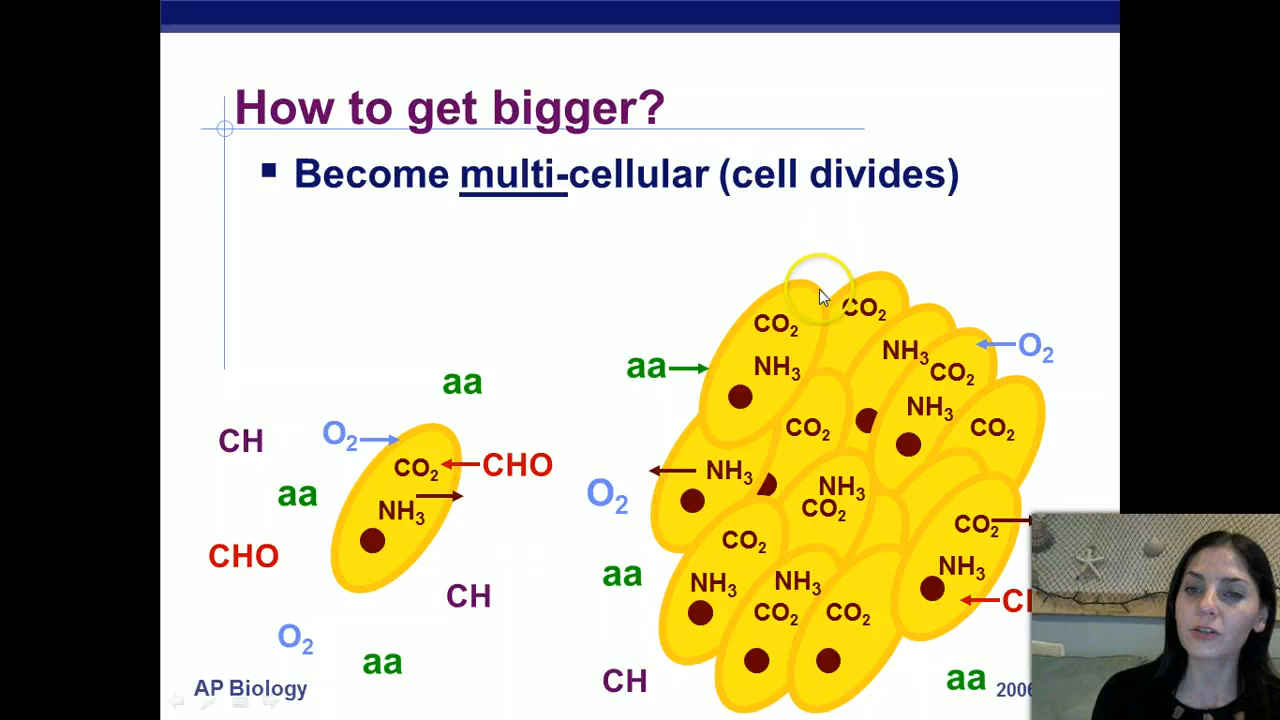 How to get bigger?
Become multi-cellular (cell divides)
CO₂
CO₂
NH₃
NH₃
CO₂
O₂
aa
aa
NH₃
CO₂
CO₂
CH
O₂
CO₂
CHO
aa
NH₃
NH₃
CO₂
O₂
NH₃
CO₂
CO₂
CHO
aa
NH₃
NH₃
NH₃
CH
CO₂
CO₂
O₂
aa
CH
aa
AP Biology
2006